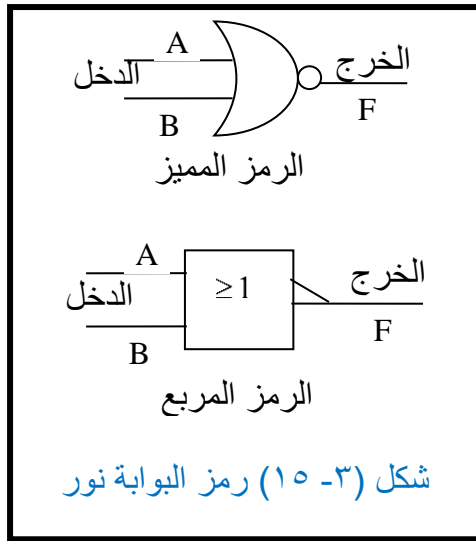 A
الدخل
الخرج
B
F
الرمز المميز
A
الدخل
≥1
الخرج
B
F
الرمز المربع
شكل (٣- ١٥) رمز البوابة نور